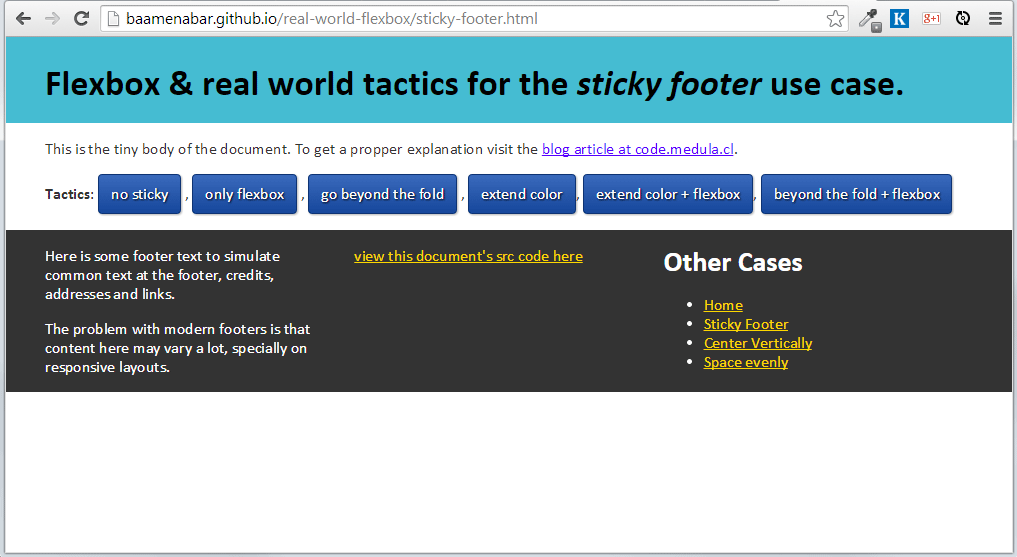 baamenabar.github.io/real-world-flexbox/sticky-footer.html
K
g+1
Flexbox & real world tactics for the sticky footer use case.
This is the tiny body of the document. To get a propper explanation visit the blog article at code.medula.cl.
Tactics: no sticky , only flexbox , go beyond the fold , extend color , extend color + flexbox , beyond the fold + flexbox
Here is some footer text to simulate
common text at the footer, credits,
addresses and links.
The problem with modern footers is that
content here may vary a lot, specially on
responsive layouts.
view this document's src code here
Other Cases
Home
Sticky Footer
Center Vertically
Space evenly